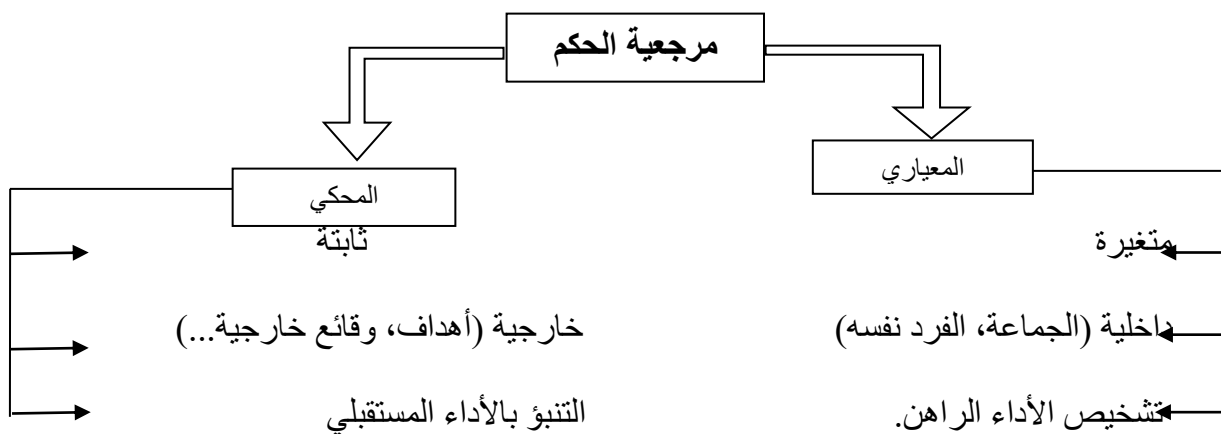 مرجعية الحكم
المعياري
المحكي
متغيرة
ثابتة
داخلية (الجماعة، الفرد نفسه)
خارجية (أهداف، وقائع خارجية...)
تشخيص الأداء الراهن.
التنبؤ بالأداء المستقبلي